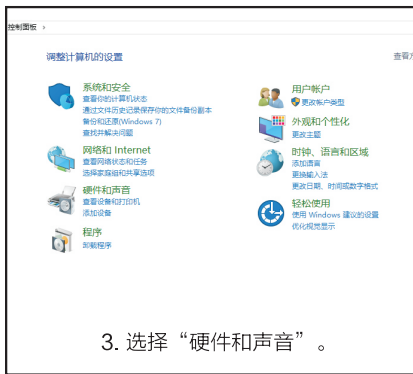 控制面板 ›
调整计算机的设置
查看方
系统和安全
查看你的计算机状态
通过文件历史记录保存你的文件备份副本
备份和还原(Windows 7)
查找并解决问题
网络和 Internet
查看网络状态和任务
选择家庭组和共享选项
硬件和声音
查看设备和打印机
添加设备
程序
卸载程序
用户帐户
更改帐户类型
外观和个性化
更改主题
时钟、语言和区域
添加语言
更换输入法
更改日期、时间或数字格式
轻松使用
使用 Windows 建议的设置
优化视觉显示
3. 选择“硬件和声音”。